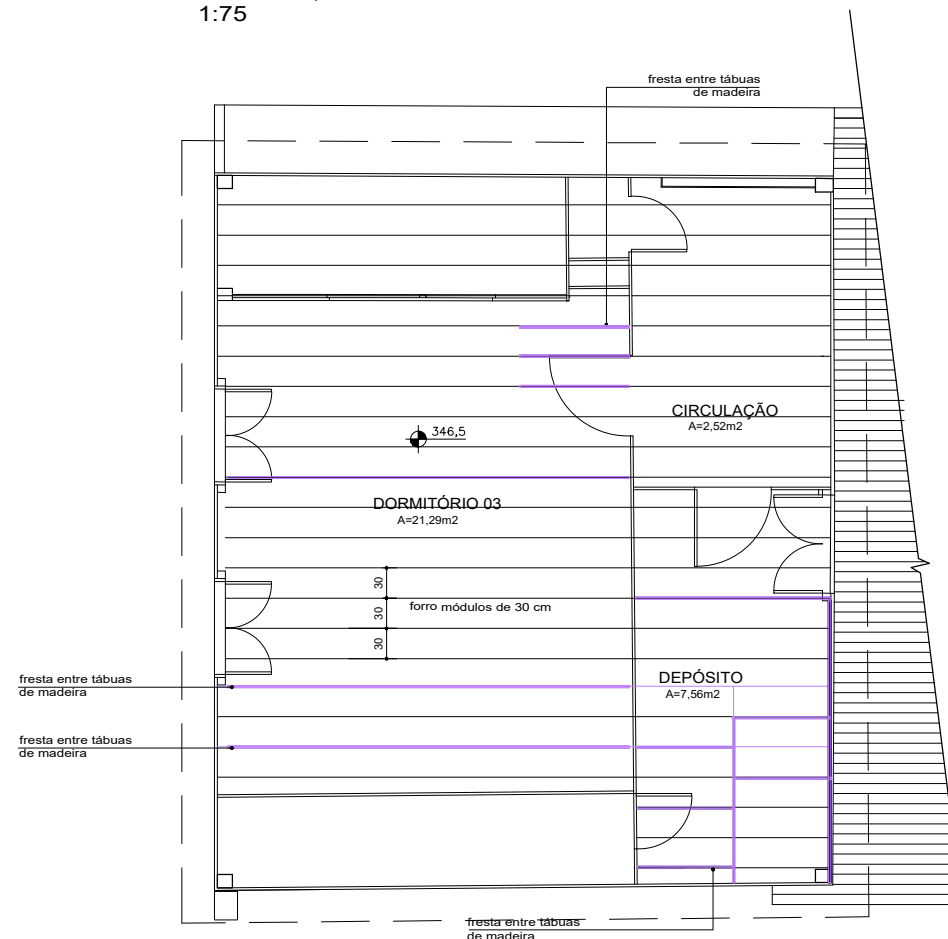 1:75
fresta entre tábuas
de madeira
CIRCULAÇÃO
A=2,52m2
346,5
DORMITÓRIO 03
A=21,29m2
30
30
30
forro módulos de 30 cm
fresta entre tábuas
de madeira
DEPÓSITO
A=7,56m2
fresta entre tábuas
de madeira
fresta entre tábuas
de madeira